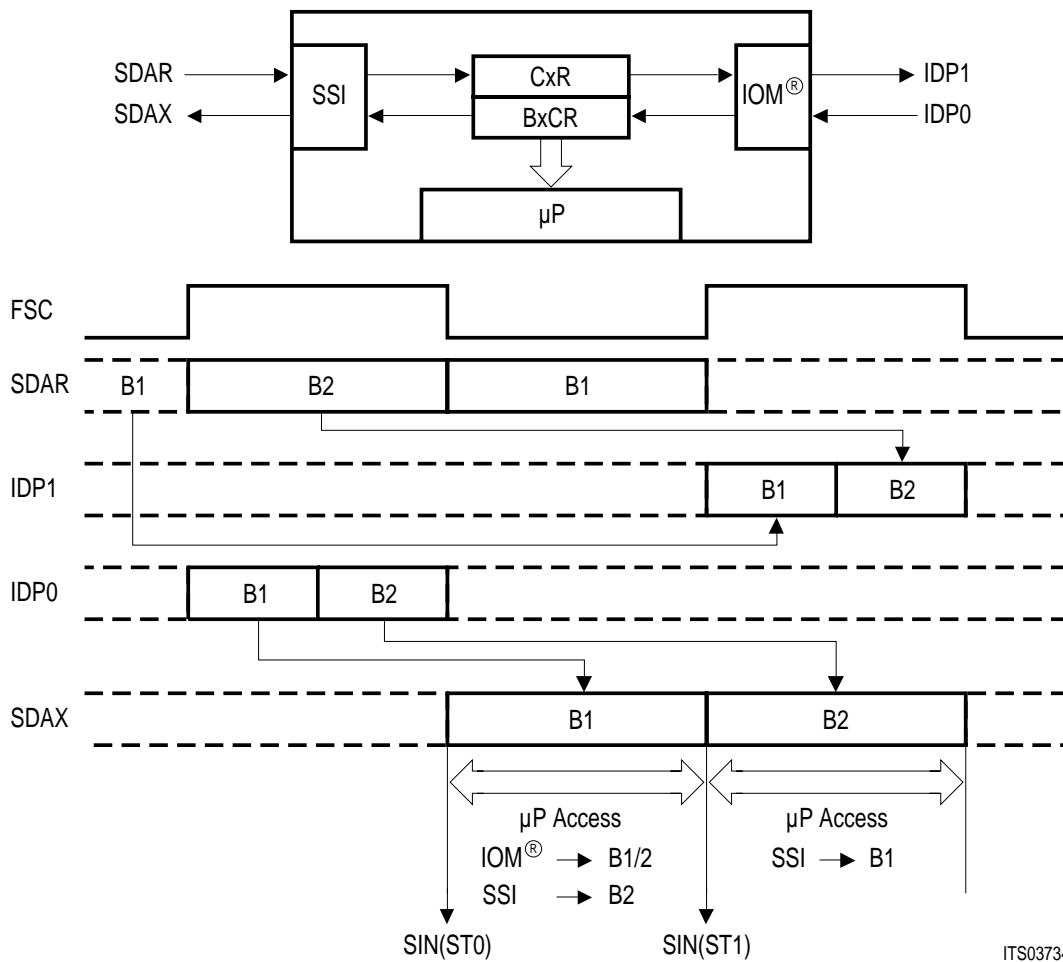 SDAR
SDAX
SSI
CxR
BxCR
IOM®
IDP1
IDP0
µP
FSC
SDAR B1 B2 B1
IDP1 B1 B2
IDP0 B1 B2
SDAX B1 B2
µP Access µP Access
IOM® B1/2 SSI B1
SSI B2
SIN(ST0) SIN(ST1)